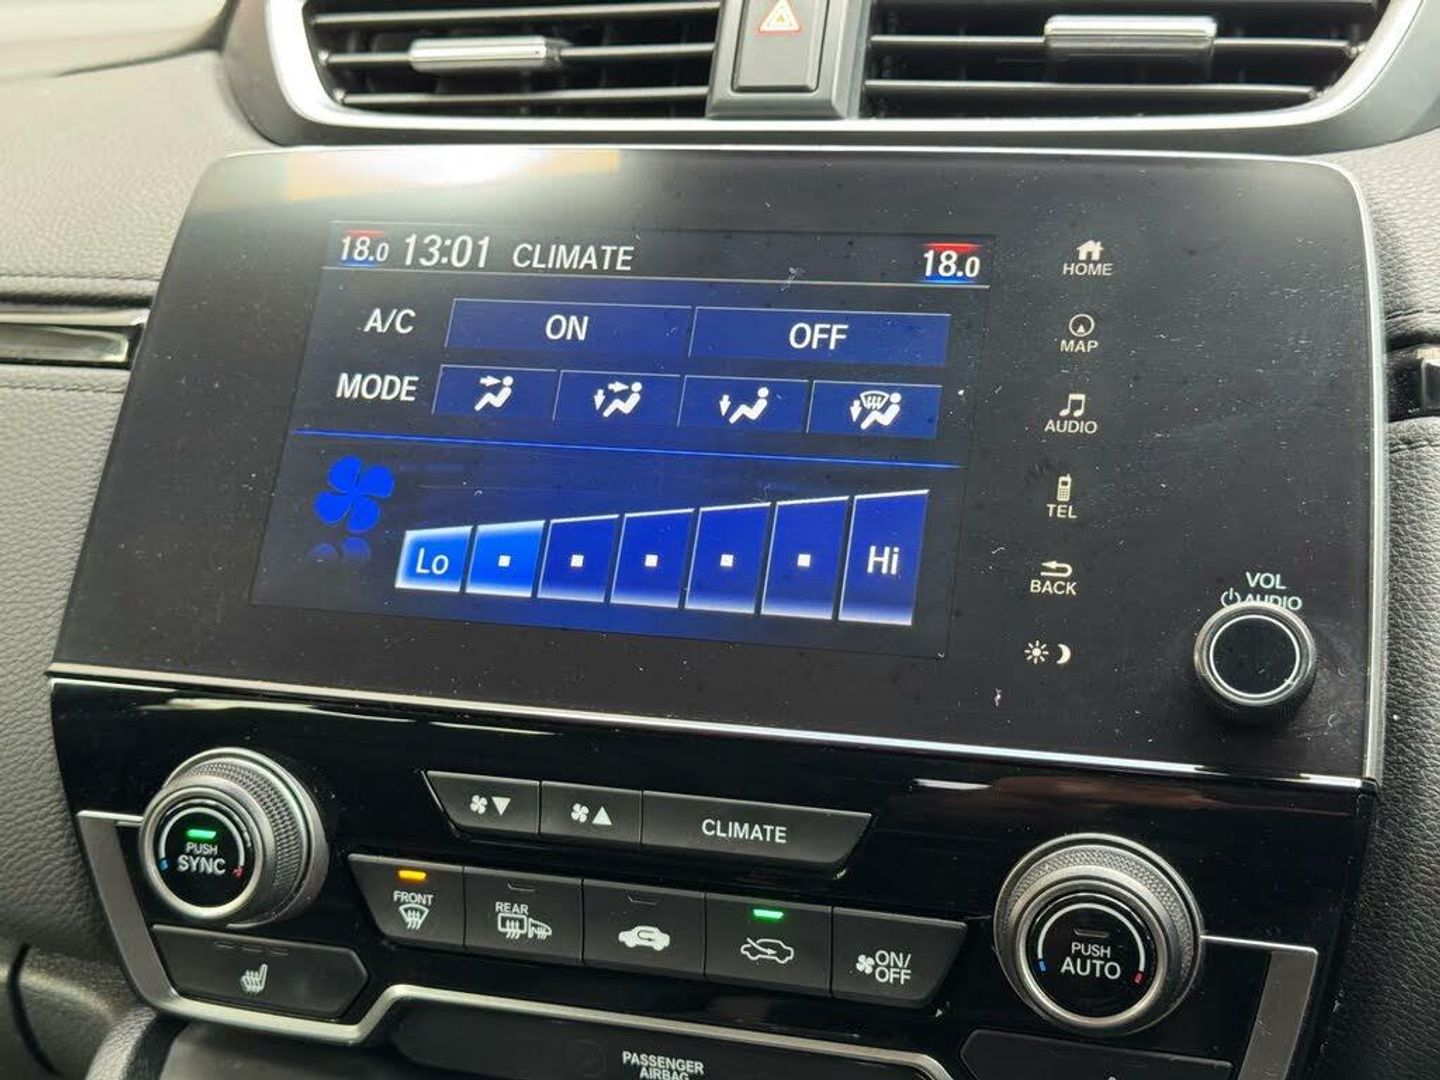 18.0 13:01 CLIMATE 18.0
A/C ON OFF
MODE
Lo Hi
HOME
MAP
AUDIO
TEL
BACK
VOL
AUDIO
CLIMATE
PUSH
SYNC
FRONT
REAR
ON/
OFF
PUSH
AUTO
PASSENGER
AIRBAG